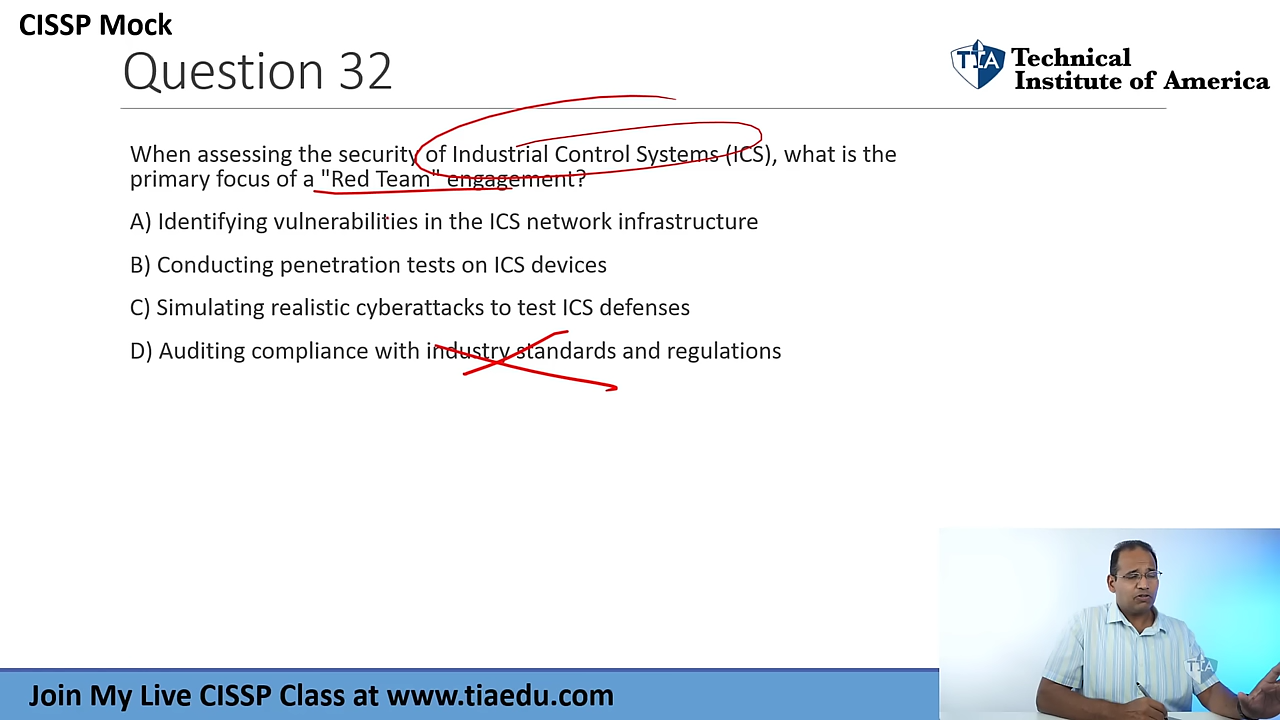 CISSP Mock
Question 32
TIA Technical
Institute of America
When assessing the security of Industrial Control Systems (ICS), what is the
primary focus of a "Red Team" engagement?
A) Identifying vulnerabilities in the ICS network infrastructure
B) Conducting penetration tests on ICS devices
C) Simulating realistic cyberattacks to test ICS defenses
D) Auditing compliance with industry standards and regulations
TIA
Join My Live CISSP Class at www.tiaedu.com